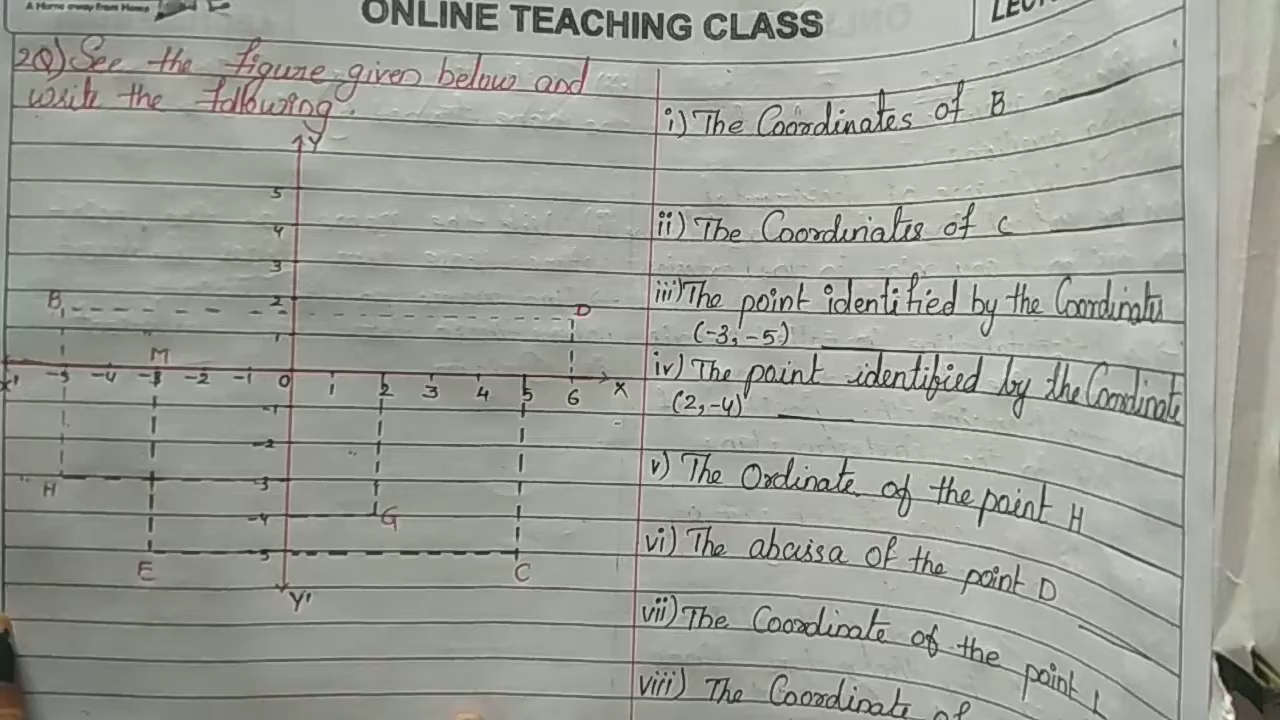 A Home away from Home
ONLINE TEACHING CLASS
2Q) See the figure given below and
write the following.
Y
5
4
3
B 2 D
1
M
X' -5 -4 -3 -2 -1 0 1 2 3 4 5 6 X
-1
-2
H -3
-4 G
-5
E C
Y'
i) The Coordinates of B
ii) The Coordinates of C
iii) The point identified by the Coordinates
(-3, -5)
iv) The point identified by the Coordinate
(2, -4)
v) The Ordinate of the point H
vi) The abcissa of the point D
vii) The Coordinate of the point L
viii) The Coordinate of